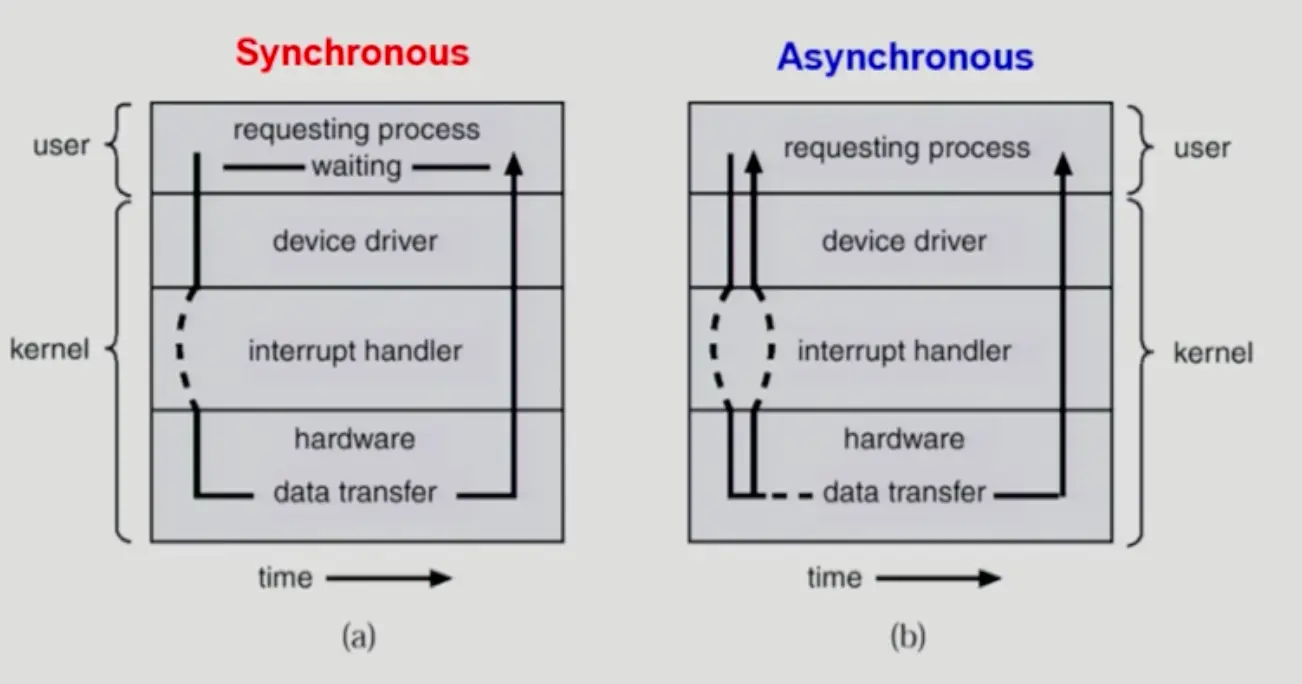 Synchronous
user
requesting process
waiting
device driver
kernel
interrupt handler
hardware
data transfer
time
(a)
Asynchronous
requesting process
user
device driver
interrupt handler
kernel
hardware
data transfer
time
(b)